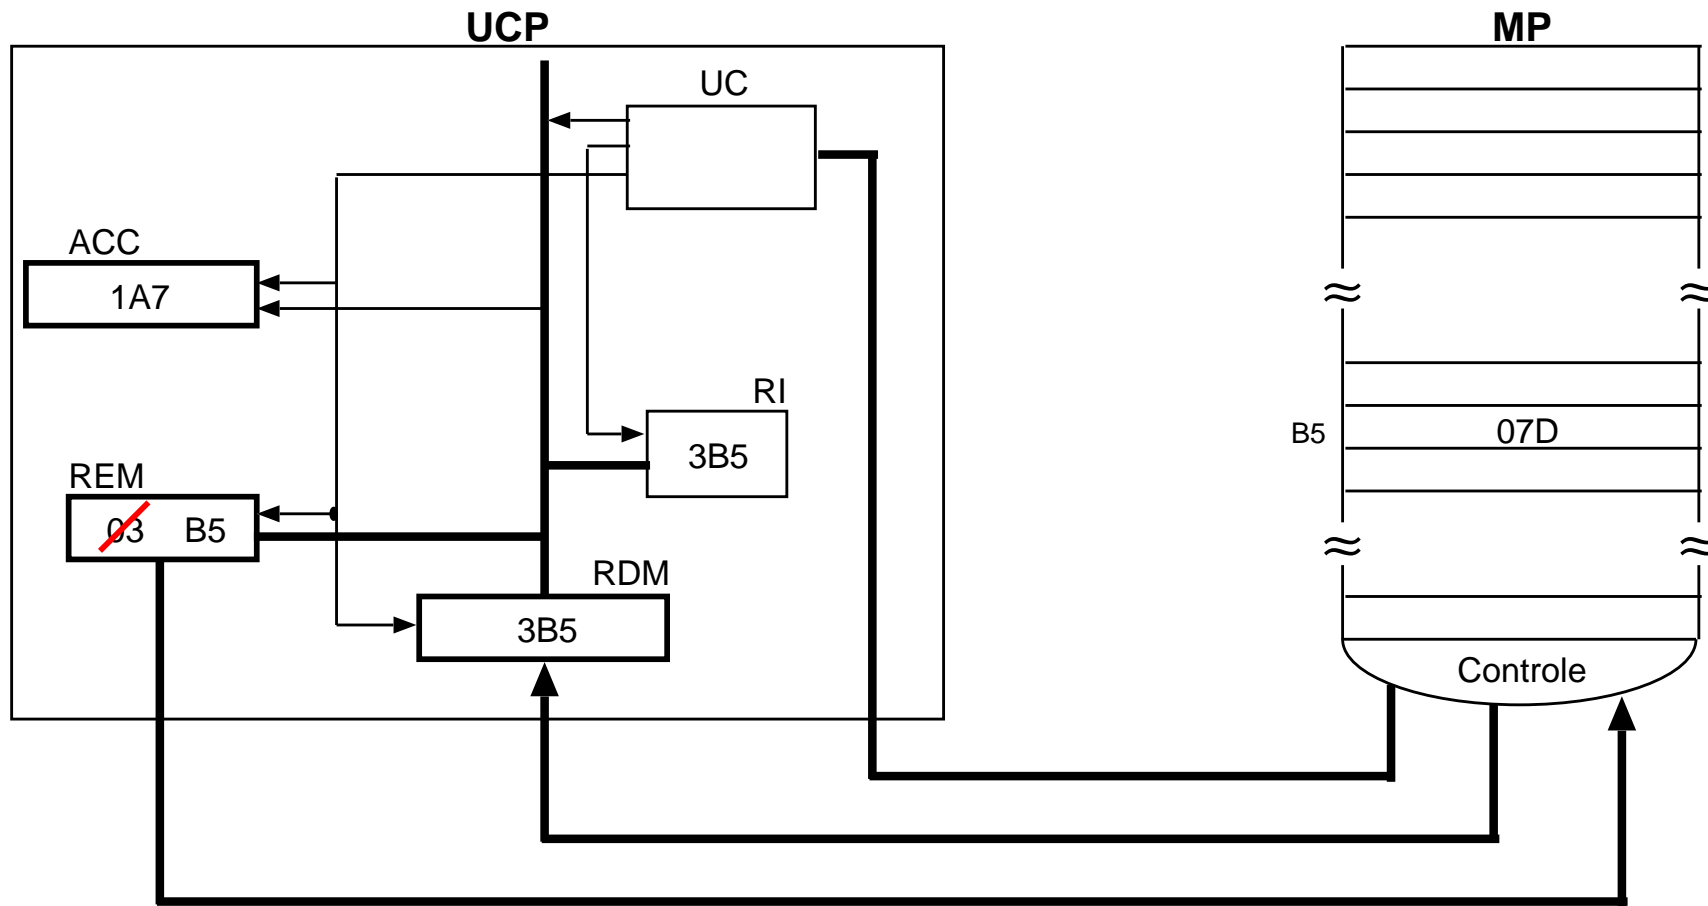 UCP
MP
UC
ACC
1A7
RI
3B5
B5
07D
REM
03 B5
RDM
3B5
Controle